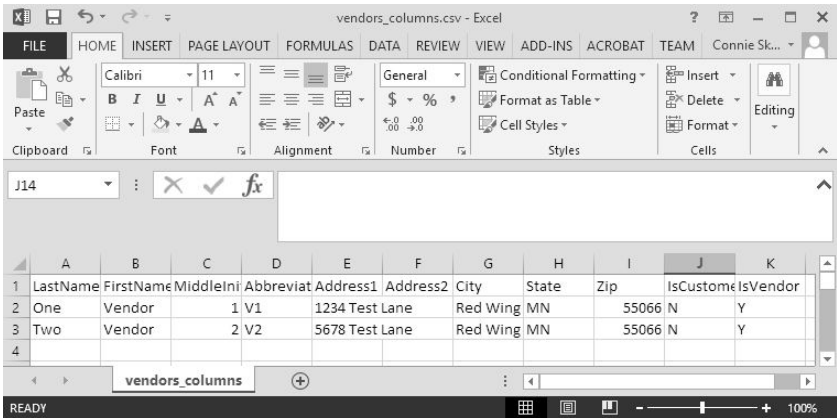 vendors_columns.csv - Excel ?
FILE HOME INSERT PAGE LAYOUT FORMULAS DATA REVIEW VIEW ADD-INS ACROBAT TEAM Connie Sk...
Paste
Clipboard
Calibri 11
B I U A A
A
Font
Alignment
General
$ % ,
.00 .0
Number
Conditional Formatting
Format as Table
Cell Styles
Styles
Insert
Delete
Format
Cells
Editing
J14 fx
A B C D E F G H I J K
1 LastName FirstName MiddleIni Abbreviat Address1 Address2 City State Zip IsCustome IsVendor
2 One Vendor 1 V1 1234 Test Lane Red Wing MN 55066 N Y
3 Two Vendor 2 V2 5678 Test Lane Red Wing MN 55066 N Y
4
vendors_columns
READY 100%